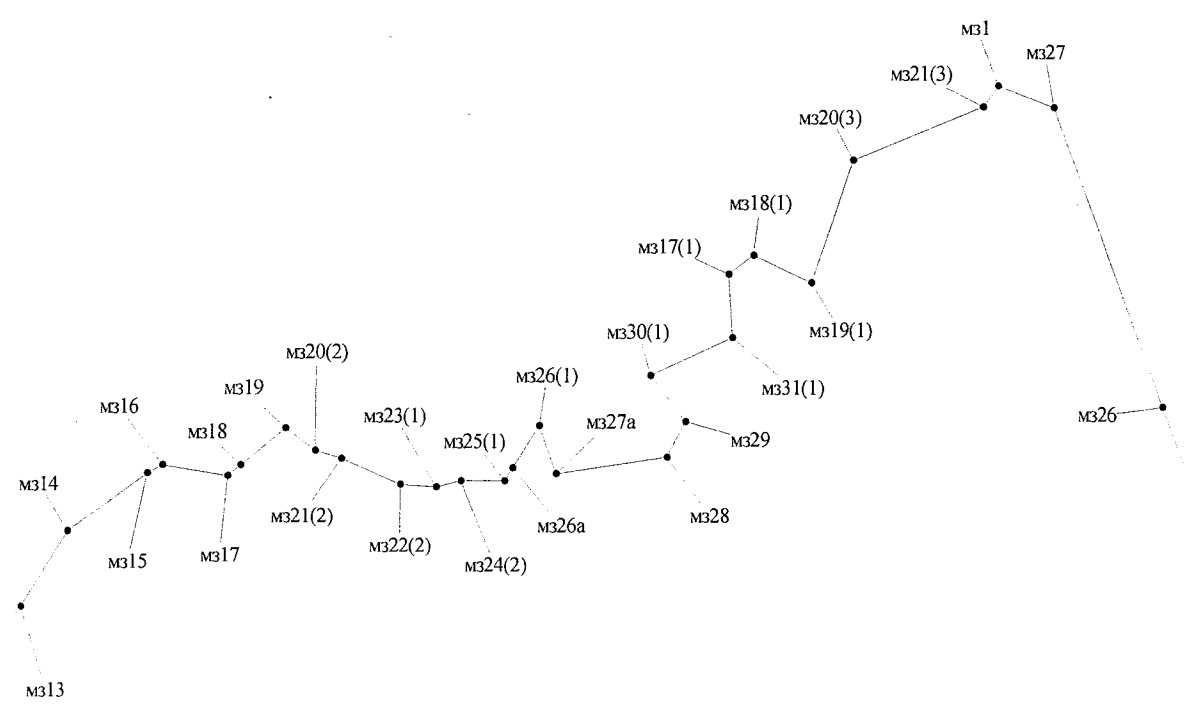 мз1
мз27
мз21(3)
мз20(3)
мз18(1)
мз17(1)
мз19(1)
мз30(1)
мз31(1)
мз20(2)
мз26(1)
мз19
мз16
мз23(1)
мз27а
мз26
мз18
мз25(1)
мз29
мз14
мз21(2)
мз26а
мз28
мз15
мз17
мз22(2)
мз24(2)
мз13